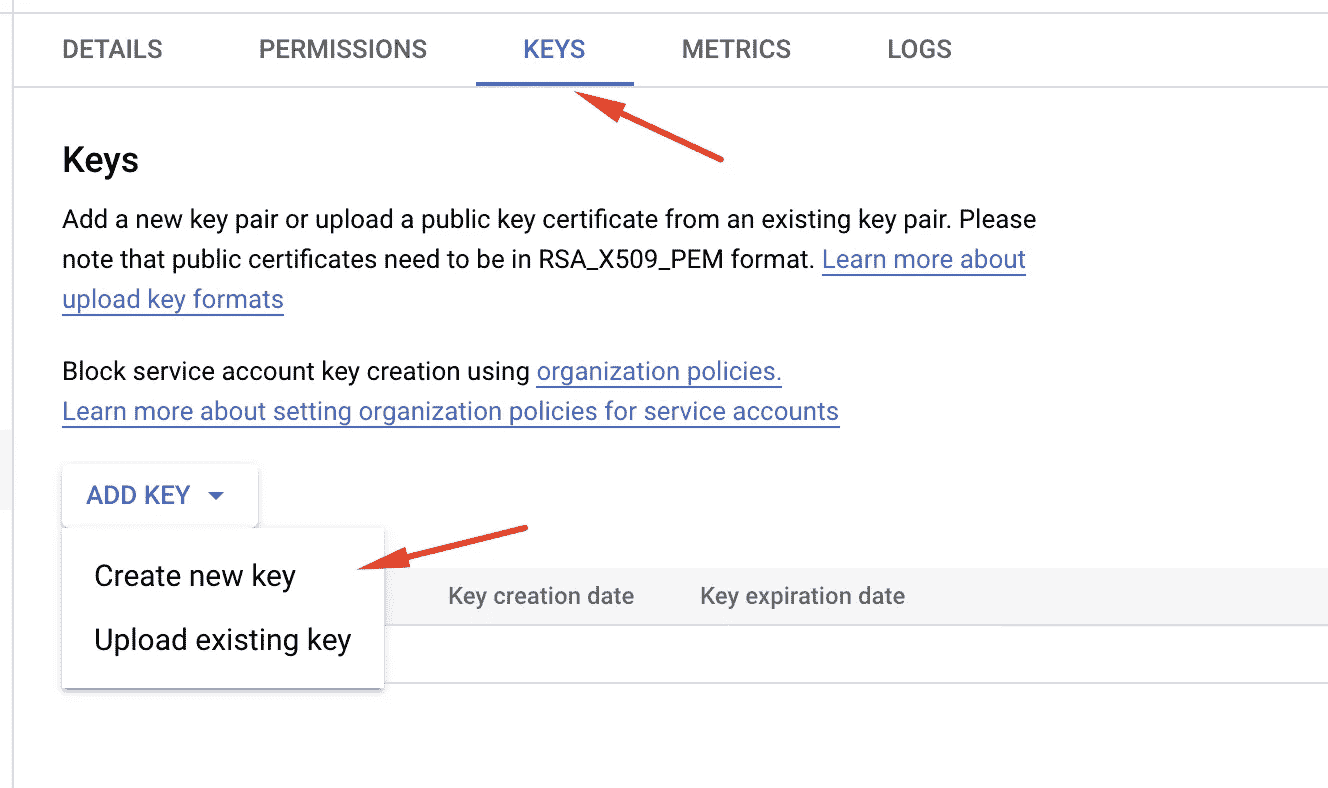 DETAILS PERMISSIONS KEYS METRICS LOGS
Keys
Add a new key pair or upload a public key certificate from an existing key pair. Please
note that public certificates need to be in RSA_X509_PEM format. Learn more about
upload key formats
Block service account key creation using organization policies.
Learn more about setting organization policies for service accounts
ADD KEY
Create new key
Key creation date Key expiration date
Upload existing key